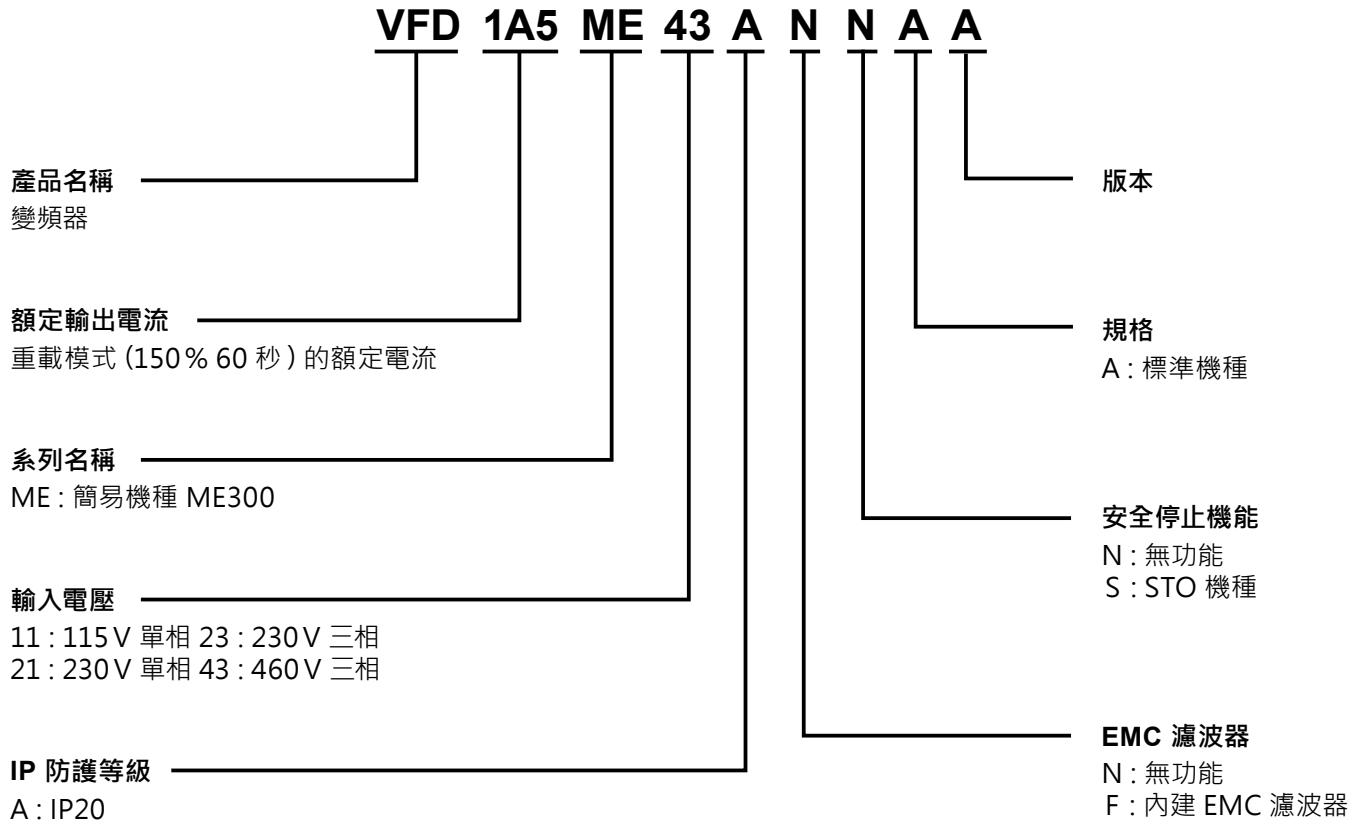 VFD 1A5 ME 43 A N N A A
產品名稱
變頻器
額定輸出電流
重載模式 (150% 60 秒) 的額定電流
系列名稱
ME : 簡易機種 ME300
輸入電壓
11 : 115V 單相 23 : 230V 三相
21 : 230V 單相 43 : 460V 三相
IP 防護等級
A : IP20
版本
規格
A : 標準機種
安全停止機能
N : 無功能
S : STO 機種
EMC 濾波器
N : 無功能
F : 內建 EMC 濾波器